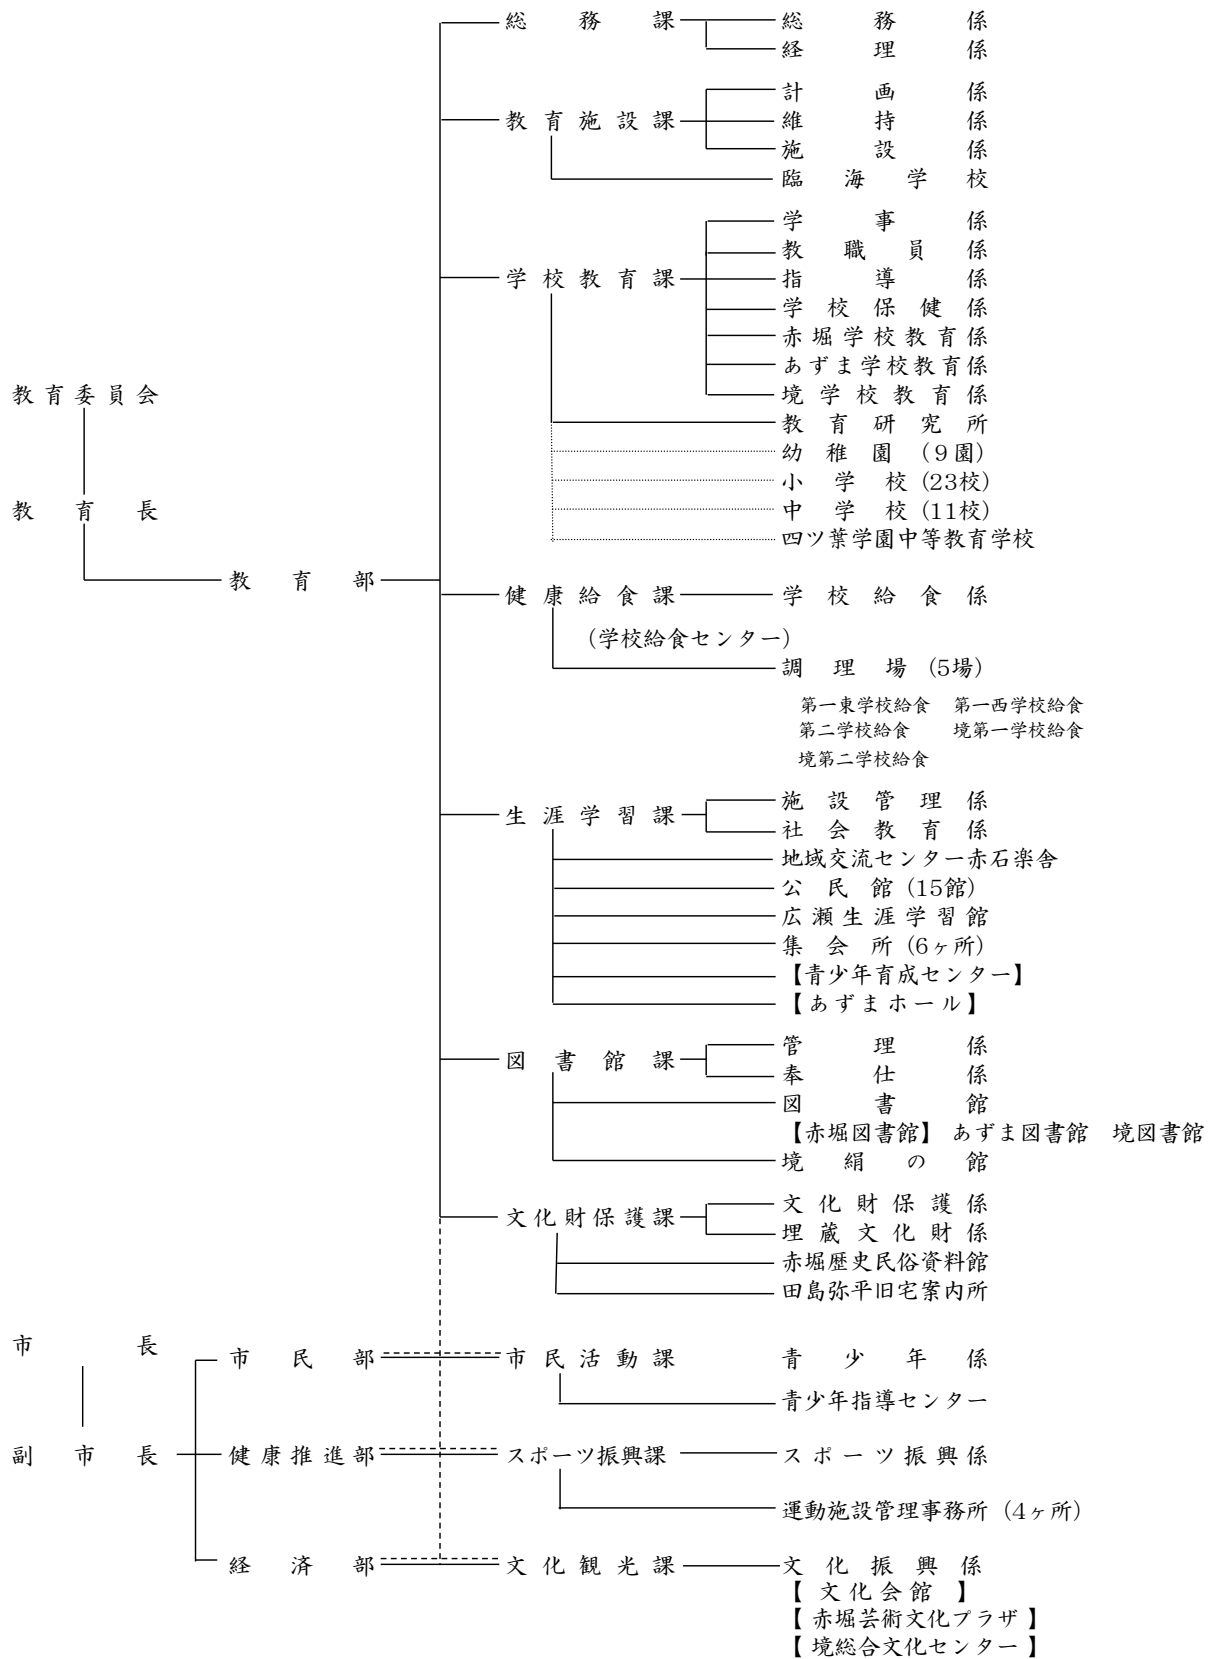 総務課 総務係
経理係
計画係
教育施設課 維持係
施設係
臨海学校
学事係
教職員係
学校教育課 指導係
学校保健係
赤堀学校教育係
あずま学校教育係
教育委員会 境学校教育係
教育研究所
幼稚園（9園）
小学校（23校）
教育長 中学校（11校）
四ツ葉学園中等教育学校
教育部
健康給食課 学校給食係
（学校給食センター）
調理場（5場）
第一東学校給食 第一西学校給食
第二学校給食 境第一学校給食
境第二学校給食
施設管理係
生涯学習課
社会教育係
地域交流センター赤石楽舎
公民館（15館）
広瀬生涯学習館
集会所（6ヶ所）
【青少年育成センター】
【あずまホール】
管理係
図書館課
奉仕係
図書館
【赤堀図書館】 あずま図書館 境図書館
境絹の館
文化財保護係
文化財保護課
埋蔵文化財係
赤堀歴史民俗資料館
田島弥平旧宅案内所
市長
市民部 市民活動課 青少年係
青少年指導センター
副市長 健康推進部 スポーツ振興課 スポーツ振興係
運動施設管理事務所（4ヶ所）
経済部 文化観光課 文化振興係
【文化会館】
【赤堀芸術文化プラザ】
【境総合文化センター】